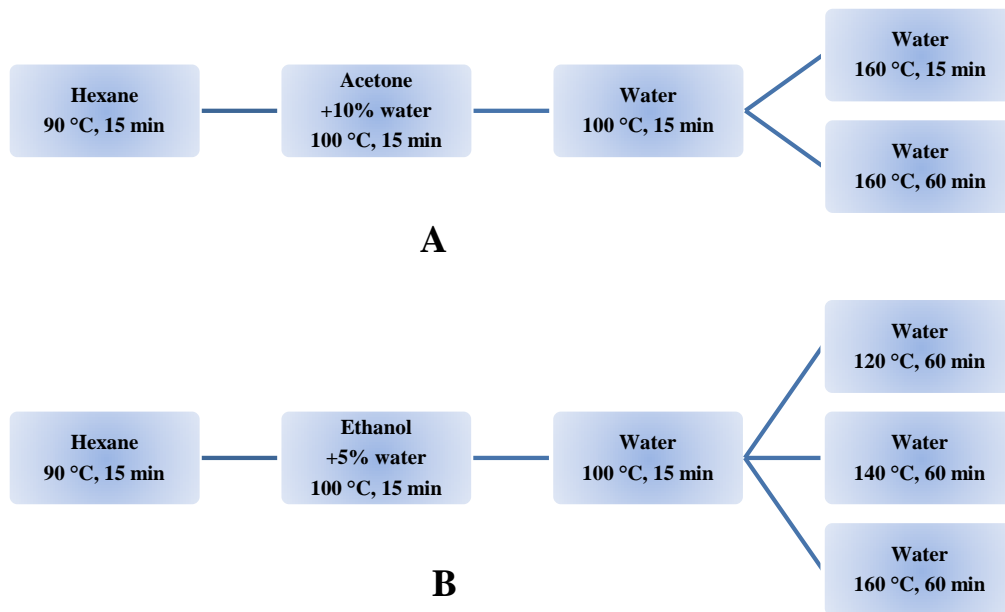 Hexane
90 °C, 15 min
Acetone
+10% water
100 °C, 15 min
Water
100 °C, 15 min
Water
160 °C, 15 min
Water
160 °C, 60 min
A
Hexane
90 °C, 15 min
Ethanol
+5% water
100 °C, 15 min
Water
100 °C, 15 min
Water
120 °C, 60 min
Water
140 °C, 60 min
Water
160 °C, 60 min
B